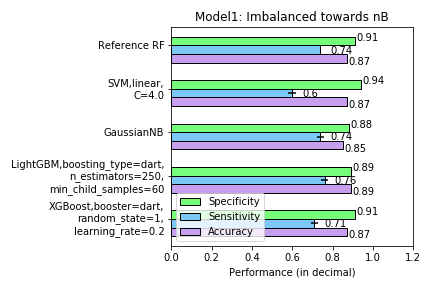 Model1: Imbalanced towards nB
Reference RF
0.91
0.74
0.87
SVM,linear,
C=4.0
0.94
0.6
0.87
GaussianNB
0.88
0.74
0.85
LightGBM,boosting_type=dart,
n_estimators=250,
min_child_samples=60
0.89
0.76
0.89
XGBoost,booster=dart,
random_state=1,
learning_rate=0.2
0.91
0.71
0.87
Specificity
Sensitivity
Accuracy
0.0 0.2 0.4 0.6 0.8 1.0 1.2
Performance (in decimal)